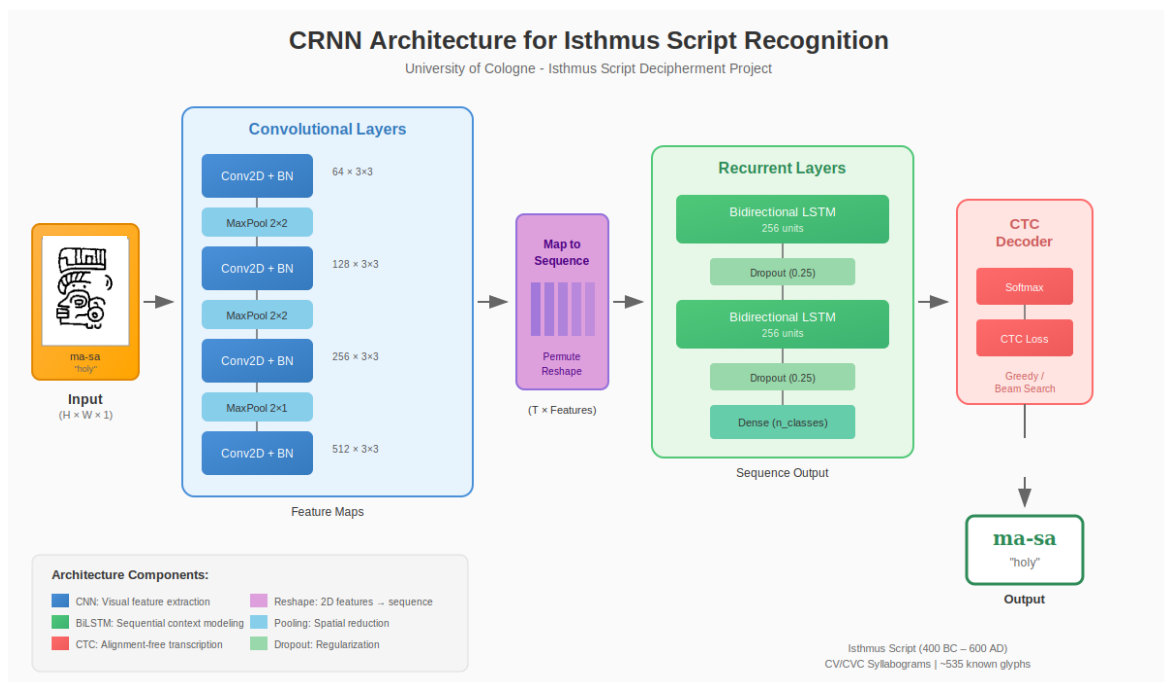 CRNN Architecture for Isthmus Script Recognition
University of Cologne - Isthmus Script Decipherment Project
ma-sa
"holy"
Input
(H × W × 1)
Convolutional Layers
Conv2D + BN
64 × 3×3
MaxPool 2×2
Conv2D + BN
128 × 3×3
MaxPool 2×2
Conv2D + BN
256 × 3×3
MaxPool 2×1
Conv2D + BN
512 × 3×3
Feature Maps
Map to
Sequence
Permute
Reshape
(T × Features)
Recurrent Layers
Bidirectional LSTM
256 units
Dropout (0.25)
Bidirectional LSTM
256 units
Dropout (0.25)
Dense (n_classes)
Sequence Output
CTC
Decoder
Softmax
CTC Loss
Greedy /
Beam Search
ma-sa
"holy"
Output
Architecture Components:
CNN: Visual feature extraction
Reshape: 2D features → sequence
BiLSTM: Sequential context modeling
Pooling: Spatial reduction
CTC: Alignment-free transcription
Dropout: Regularization
Isthmus Script (400 BC – 600 AD)
CV/CVC Syllabograms | ~535 known glyphs